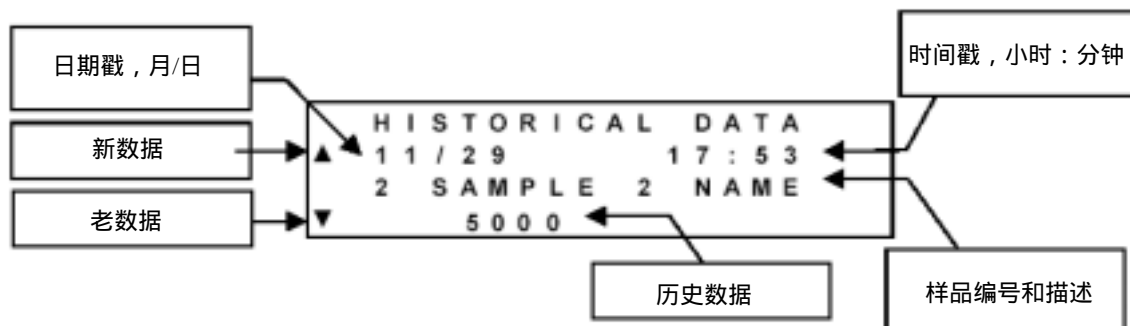 日期戳，月/日
时间戳，小时：分钟
HISTORICAL DATA
新数据
▲ 11/29 17:53
2 SAMPLE 2 NAME
老数据
▼ 5000
历史数据
样品编号和描述